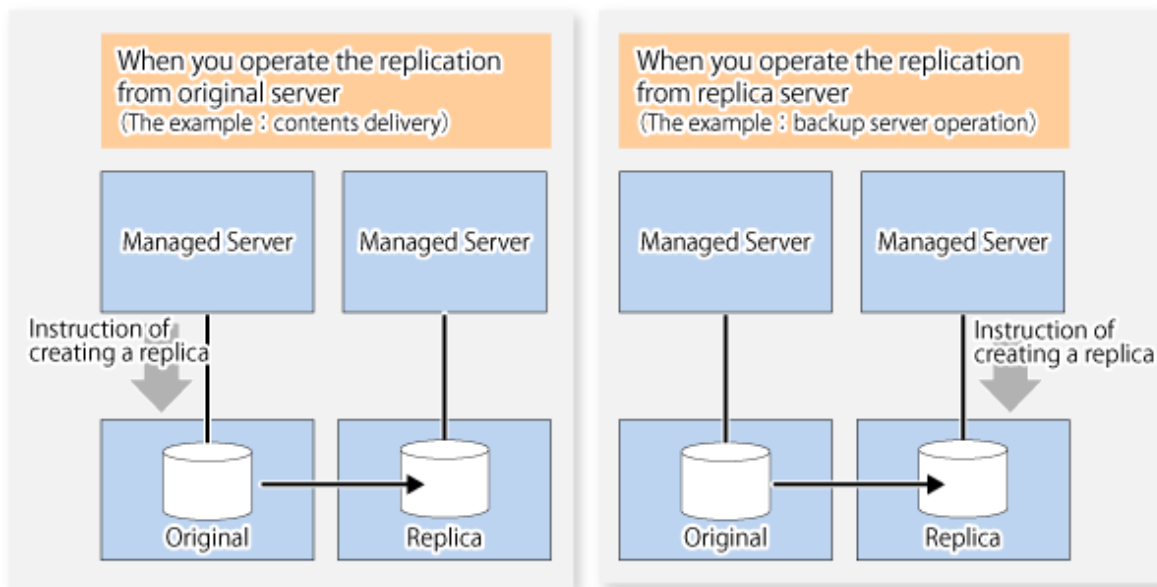 When you operate the replication
from original server
(The example：contents delivery)
Managed Server
Managed Server
Instruction of
creating a replica
Original
Replica
When you operate the replication
from replica server
(The example：backup server operation)
Managed Server
Managed Server
Instruction of
creating a replica
Original
Replica